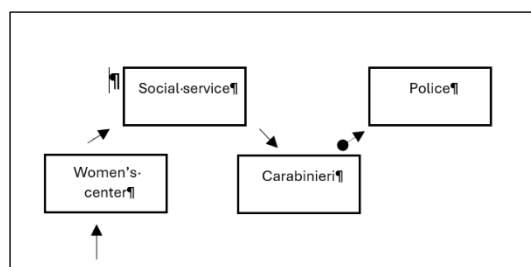 ¶
Social·service¶
Police¶
Women's·
center¶
Carabinieri¶